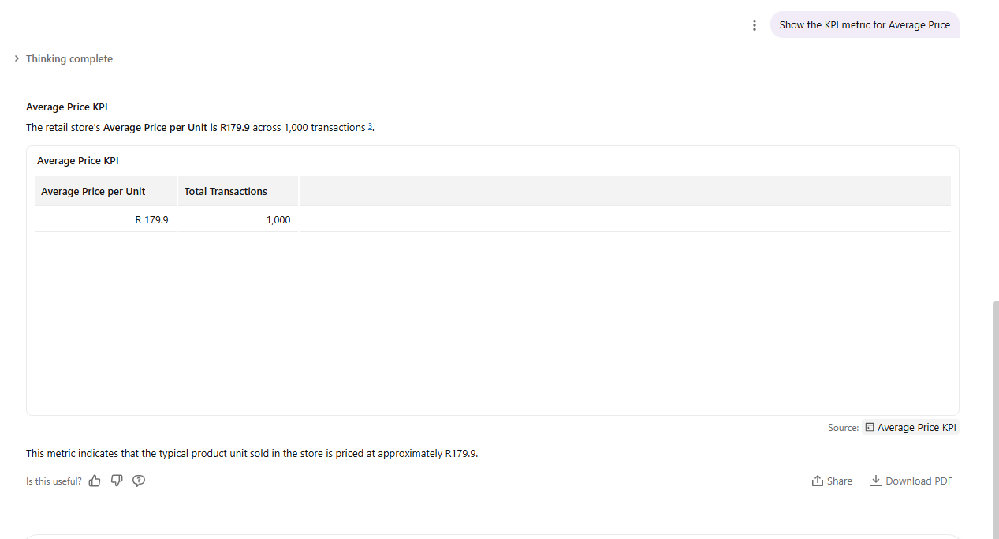 Show the KPI metric for Average Price
Thinking complete
Average Price KPI
The retail store's Average Price per Unit is R179.9 across 1,000 transactions 3.
Average Price KPI
Average Price per Unit Total Transactions
R 179.9 1,000
Source: Average Price KPI
This metric indicates that the typical product unit sold in the store is priced at approximately R179.9.
Is this useful? Share Download PDF